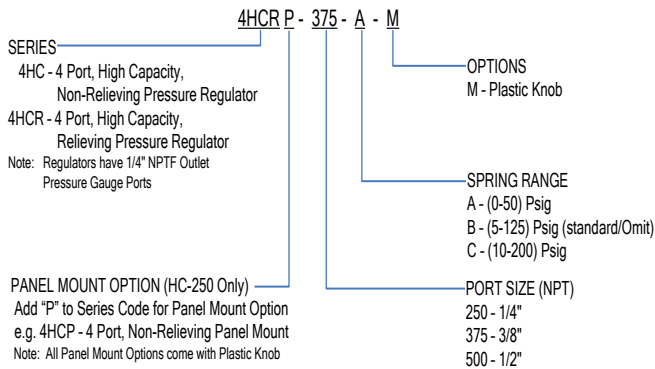 4HCR P - 375 - A - M
SERIES
4HC - 4 Port, High Capacity,
Non-Relieving Pressure Regulator
4HCR - 4 Port, High Capacity,
Relieving Pressure Regulator
Note: Regulators have 1/4" NPTF Outlet
Pressure Gauge Ports
PANEL MOUNT OPTION (HC-250 Only)
Add “P” to Series Code for Panel Mount Option
e.g. 4HCP - 4 Port, Non-Relieving Panel Mount
Note: All Panel Mount Options come with Plastic Knob
OPTIONS
M - Plastic Knob
SPRING RANGE
A - (0-50) Psig
B - (5-125) Psig (standard/Omit)
C - (10-200) Psig
PORT SIZE (NPT)
250 - 1/4"
375 - 3/8"
500 - 1/2"